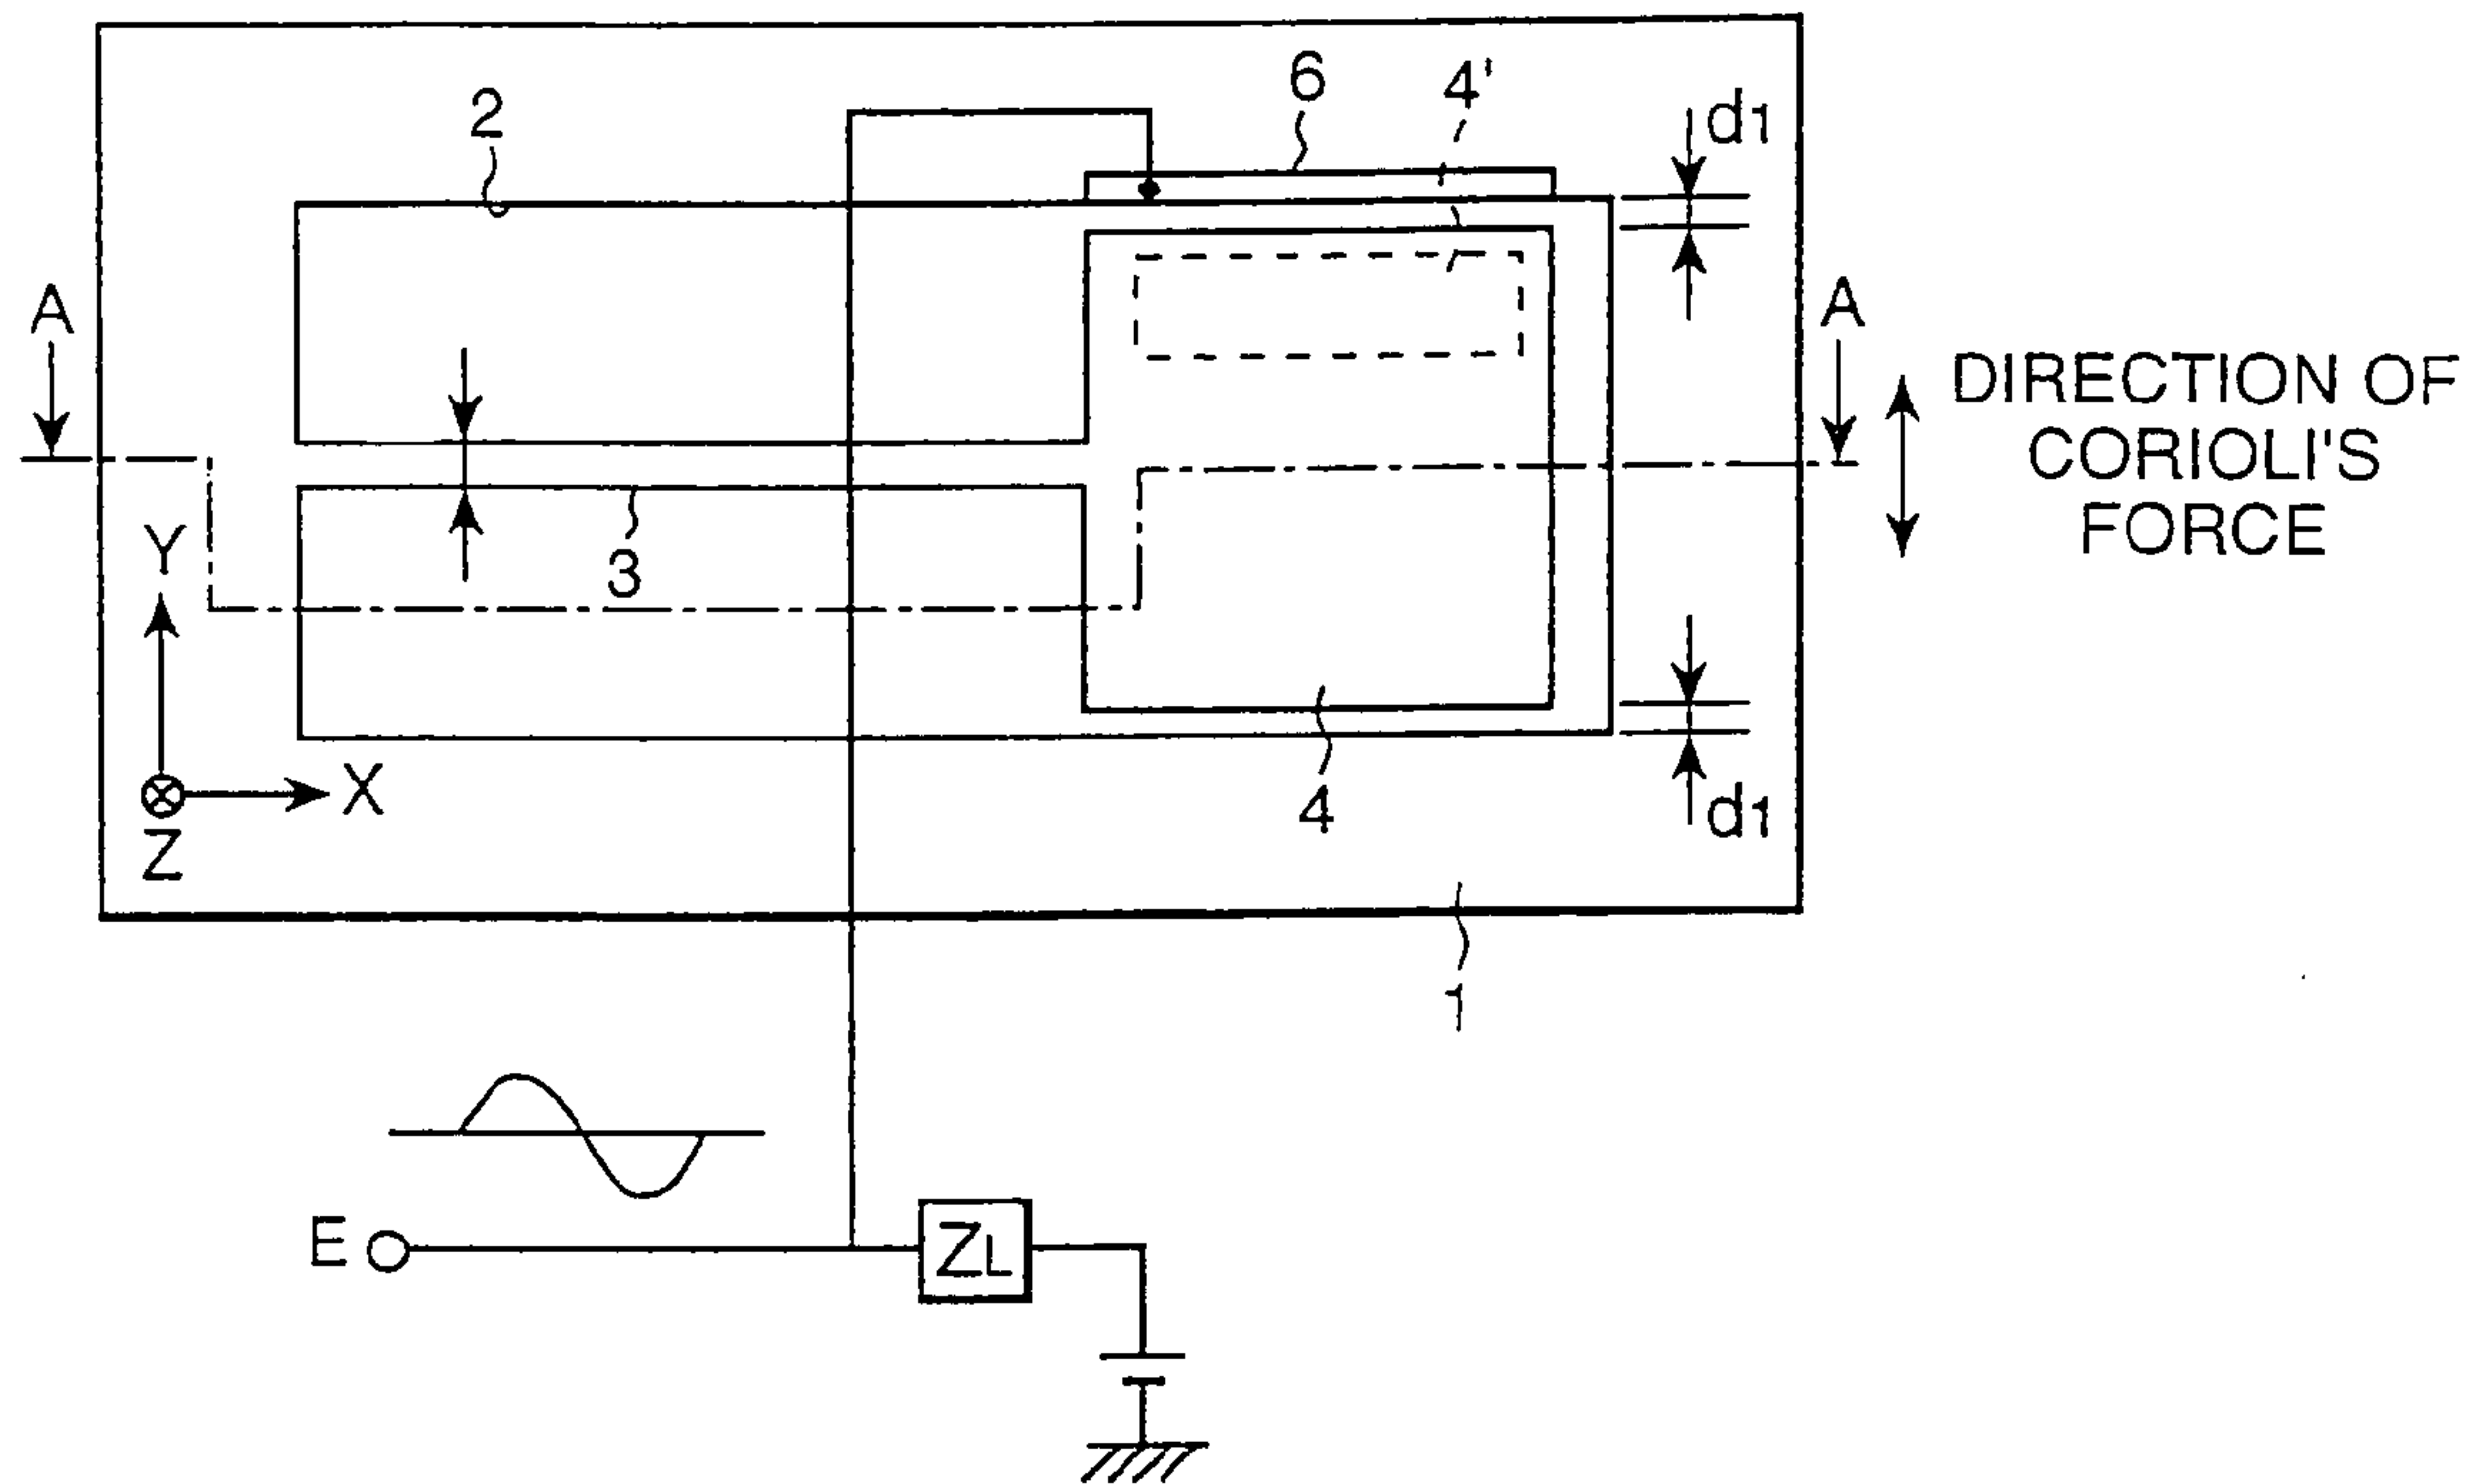 6
4'
d1
2
A
A
DIRECTION OF
CORIOLI'S
FORCE
Y
3
X
4
d1
Z
1
E
ZL